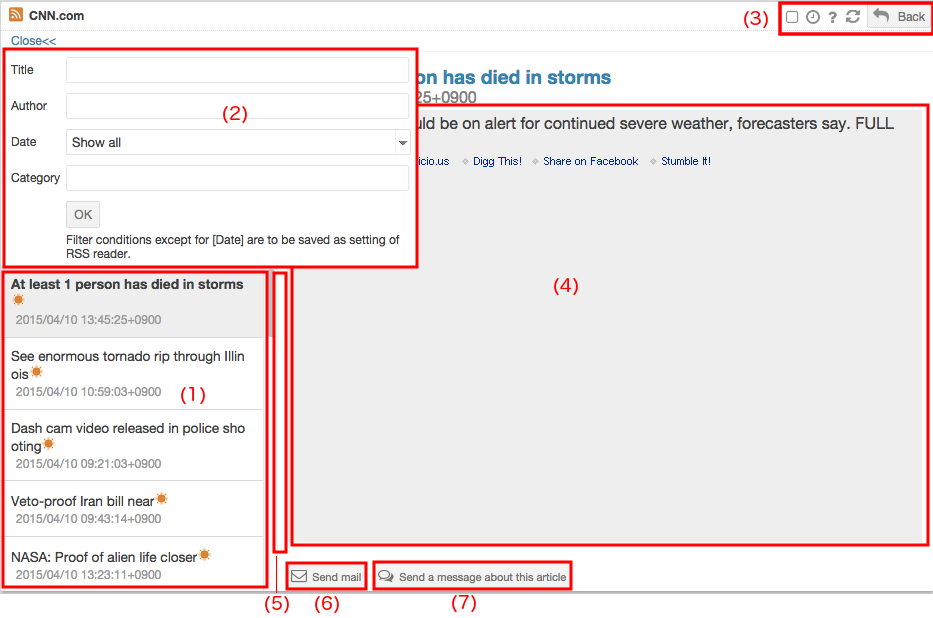 CNN.com
(3)
Back
Close<<
Title
Author
(2)
Date
Show all
Category
OK
Filter conditions except for [Date] are to be saved as setting of
RSS reader.
on has died in storms
25+0900
uld be on alert for continued severe weather, forecasters say. FULL
icio.us
Digg This!
Share on Facebook
Stumble It!
(4)
At least 1 person has died in storms
2015/04/10 13:45:25+0900
See enormous tornado rip through Illin
ois
2015/04/10 10:59:03+0900
(1)
Dash cam video released in police sho
oting
2015/04/10 09:21:03+0900
Veto-proof Iran bill near
2015/04/10 09:43:14+0900
NASA: Proof of alien life closer
2015/04/10 13:23:11+0900
Send mail
Send a message about this article
(5)
(6)
(7)